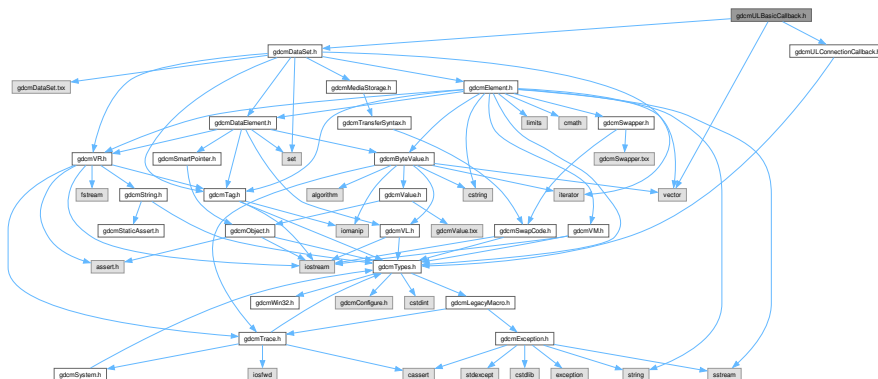 gdcmULBasicCallback.h
gdcmDataSet.h
gdcmULConnectionCallback.h
gdcmDataSet.txx
gdcmMediaStorage.h
gdcmElement.h
gdcmDataElement.h
gdcmTransferSyntax.h
limits
cmath
gdcmSwapper.h
gdcmVR.h
gdcmSmartPointer.h
set
gdcmByteValue.h
gdcmSwapper.txx
fstream
gdcmString.h
gdcmTag.h
algorithm
gdcmValue.h
cstring
iterator
vector
gdcmStaticAssert.h
gdcmObject.h
iomanip
gdcmVL.h
gdcmValue.txx
gdcmSwapCode.h
gdcmVM.h
assert.h
iostream
gdcmTypes.h
gdcmWin32.h
gdcmConfigure.h
cstdint
gdcmLegacyMacro.h
gdcmTrace.h
gdcmException.h
gdcmSystem.h
iosfwd
cassert
stdexcept
cstdlib
exception
string
sstream